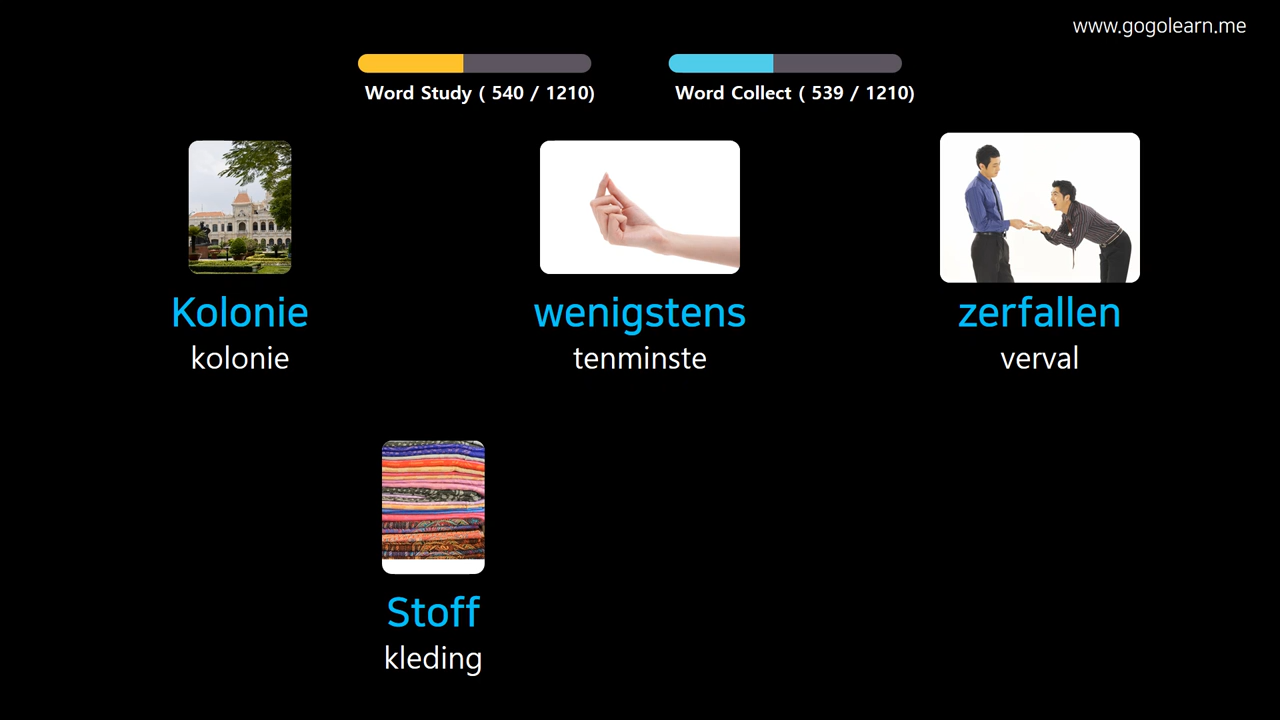 www.gogolearn.me
Word Study ( 540 / 1210)
Word Collect ( 539 / 1210)
Kolonie
kolonie
wenigstens
tenminste
zerfallen
verval
Stoff
kleding